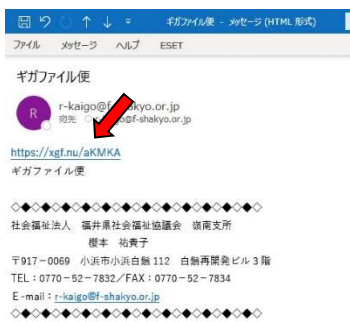 ギガファイル便 - メッセージ (HTML 形式)
ファイル メッセージ ヘルプ ESET
ギガファイル便
R
r-kaigo@f-shakyo.or.jp
宛先
@f-shakyo.or.jp
https://xgf.nu/aKMKA
ギガファイル便
◇◆◇◆◇◆◇◆◇◆◇◆◇◆◇◆◇◆◇◆◇
社会福祉法人 福井県社会福祉協議会 嶺南支所
櫻本 祐貴子
〒917-0069 小浜市小浜白鬚 112 白鬚再開発ビル 3 階
TEL:0770-52-7832/FAX:0770-52-7834
E-mail:r-kaigo@f-shakyo.or.jp
◇◆◇◆◇◆◇◆◇◆◇◆◇◆◇◆◇◆◇◆◇